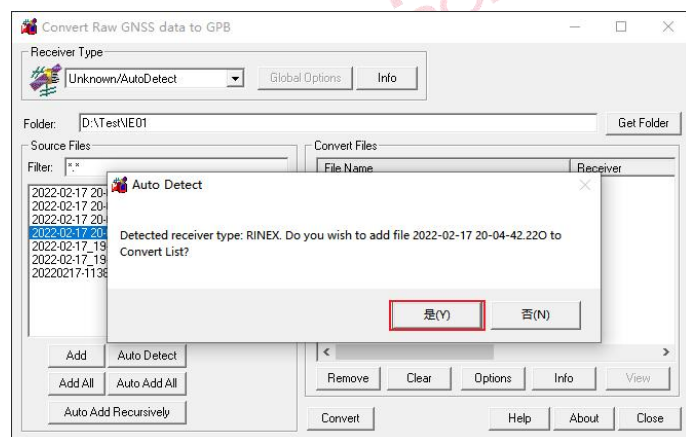 Convert Raw GNSS data to GPB
Receiver Type
Unknown/AutoDetect
Global Options
Info
Folder:
D:\Test\IE01
Get Folder
Source Files
Convert Files
Filter:
*.*
File Name
Receiver
2022-02-17 20-
2022-02-17 20-
2022-02-17 20-
2022-02-17 20-
2022-02-17_19
2022-02-17_19
20220217-1138
Auto Detect
Detected receiver type: RINEX. Do you wish to add file 2022-02-17 20-04-42.22O to
Convert List?
是(Y)
否(N)
Add
Auto Detect
Add All
Auto Add All
Auto Add Recursively
Remove
Clear
Options
Info
View
Convert
Help
About
Close